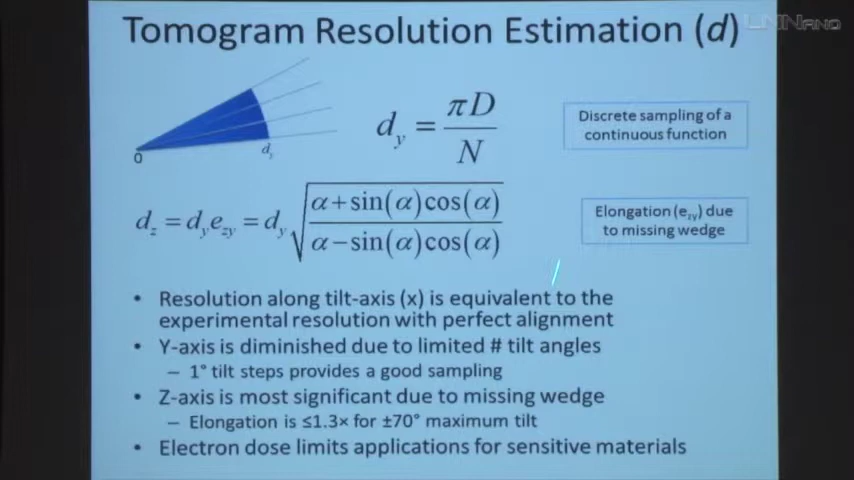 LNNANO
Tomogram Resolution Estimation (d)
0
d_y
d_y = πD / N
Discrete sampling of a
continuous function
d_z = d_y e_zy = d_y √((α+sin(α)cos(α)) / (α−sin(α)cos(α)))
Elongation (e_zy) due
to missing wedge
• Resolution along tilt-axis (x) is equivalent to the
experimental resolution with perfect alignment
• Y-axis is diminished due to limited # tilt angles
– 1° tilt steps provides a good sampling
• Z-axis is most significant due to missing wedge
– Elongation is ≤1.3× for ±70° maximum tilt
• Electron dose limits applications for sensitive materials